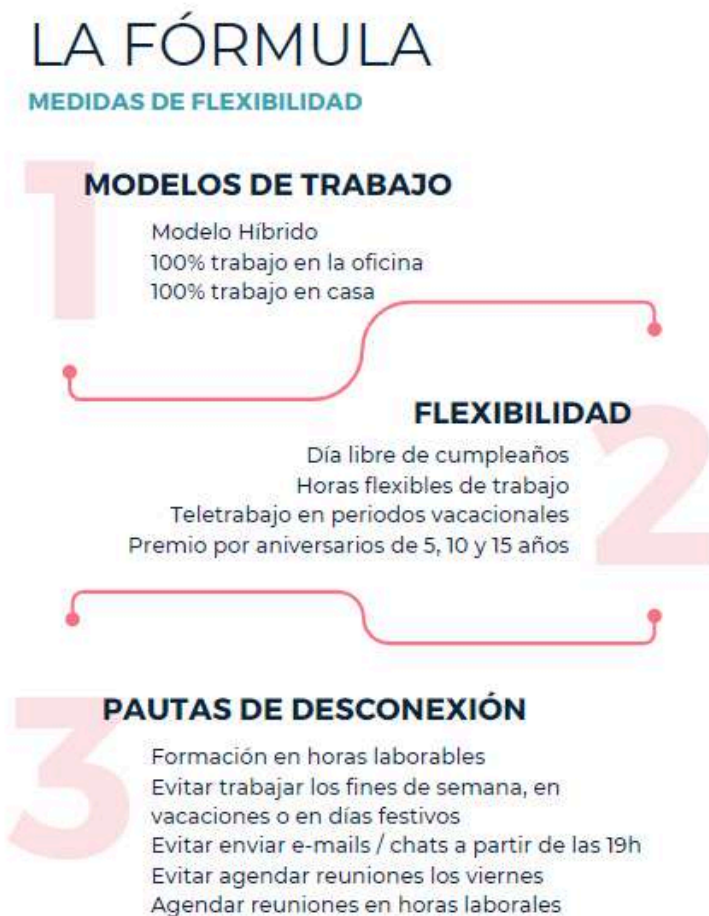 LA FÓRMULA
MEDIDAS DE FLEXIBILIDAD
1
MODELOS DE TRABAJO
Modelo Híbrido
100% trabajo en la oficina
100% trabajo en casa
2
FLEXIBILIDAD
Día libre de cumpleaños
Horas flexibles de trabajo
Teletrabajo en periodos vacacionales
Premio por aniversarios de 5, 10 y 15 años
3
PAUTAS DE DESCONEXIÓN
Formación en horas laborables
Evitar trabajar los fines de semana, en
vacaciones o en días festivos
Evitar enviar e-mails / chats a partir de las 19h
Evitar agendar reuniones los viernes
Agendar reuniones en horas laborales